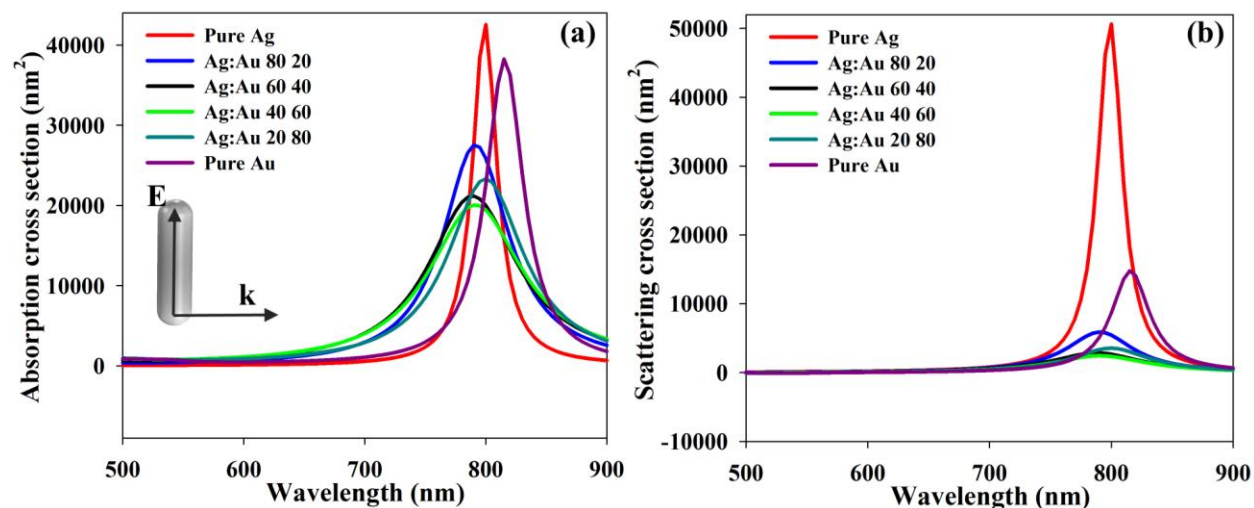 (a)
Pure Ag
Ag:Au 80 20
Ag:Au 60 40
Ag:Au 40 60
Ag:Au 20 80
Pure Au
E
k
Absorption cross section (nm²)
40000
30000
20000
10000
0
500 600 700 800 900
Wavelength (nm)
(b)
Pure Ag
Ag:Au 80 20
Ag:Au 60 40
Ag:Au 40 60
Ag:Au 20 80
Pure Au
Scattering cross section (nm²)
50000
40000
30000
20000
10000
0
-10000
500 600 700 800 900
Wavelength (nm)